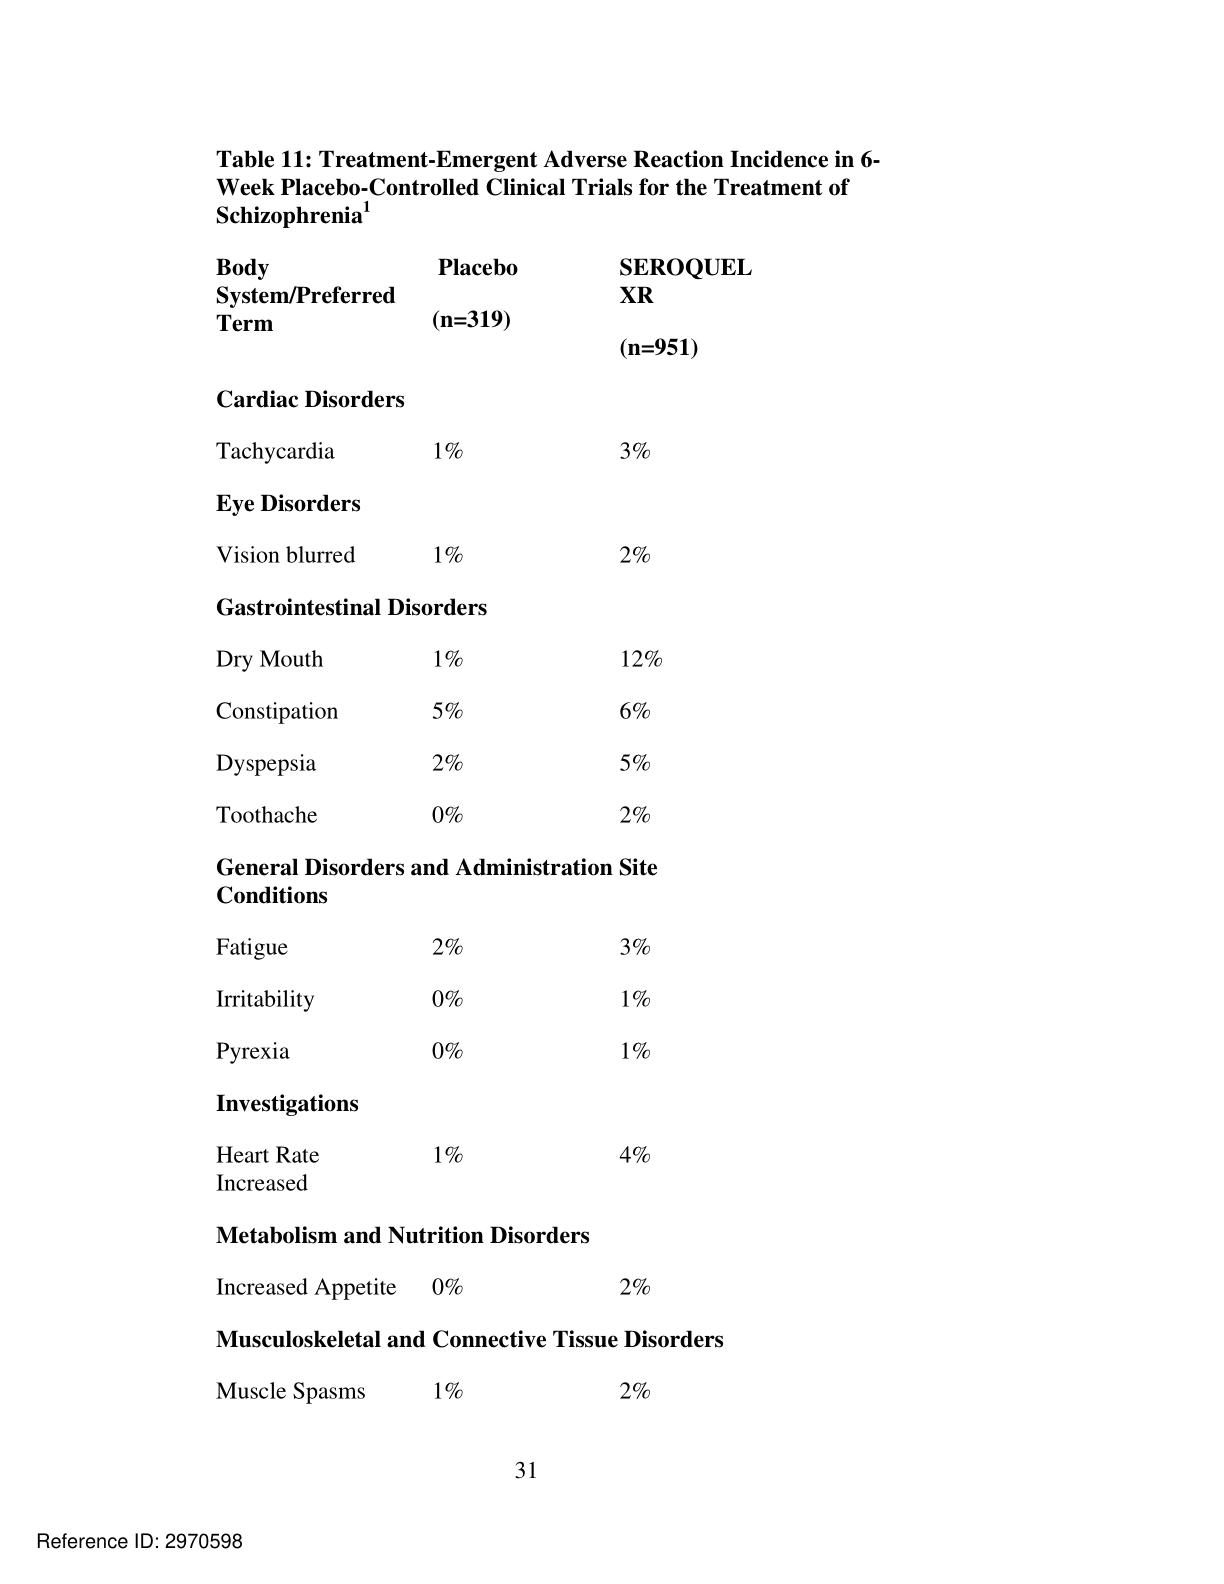 Table 11: Treatment-Emergent Adverse Reaction Incidence in 6-
Week Placebo-Controlled Clinical Trials for the Treatment of
Schizophrenia1
Body System/Preferred Term Placebo (n=319) SEROQUEL XR (n=951)
Cardiac Disorders
Tachycardia 1% 3%
Eye Disorders
Vision blurred 1% 2%
Gastrointestinal Disorders
Dry Mouth 1% 12%
Constipation 5% 6%
Dyspepsia 2% 5%
Toothache 0% 2%
General Disorders and Administration Site
Conditions
Fatigue 2% 3%
Irritability 0% 1%
Pyrexia 0% 1%
Investigations
Heart Rate 1% 4%
Increased
Metabolism and Nutrition Disorders
Increased Appetite 0% 2%
Musculoskeletal and Connective Tissue Disorders
Muscle Spasms 1% 2%
31
Reference ID: 2970598